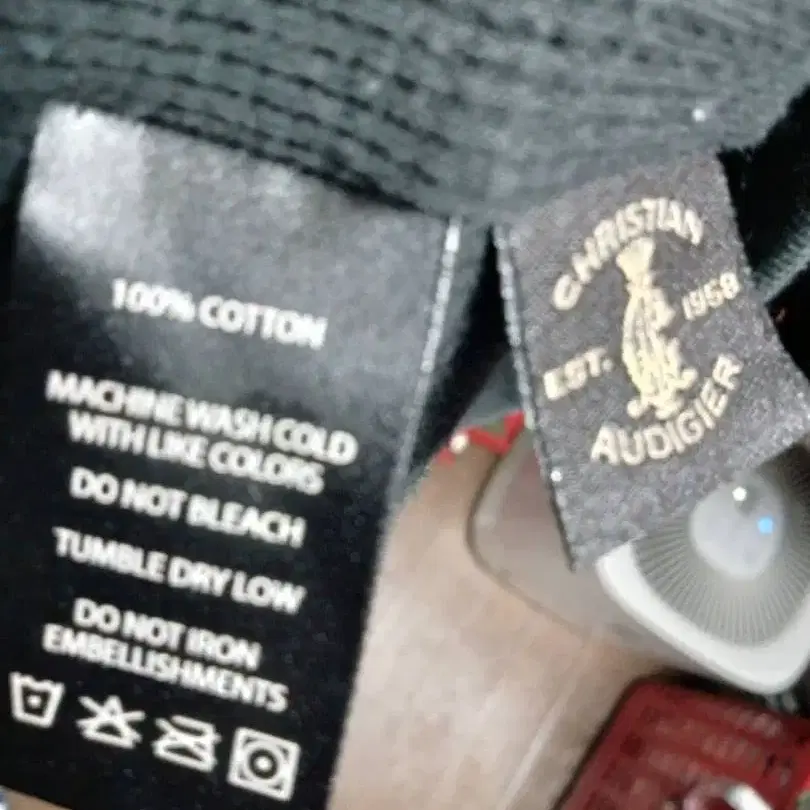 100% COTTON
MACHINE WASH COLD
WITH LIKE COLORS
DO NOT BLEACH
TUMBLE DRY LOW
DO NOT IRON
EMBELLISHMENTS
CHRISTIAN
EST. 1958
AUDIGIER